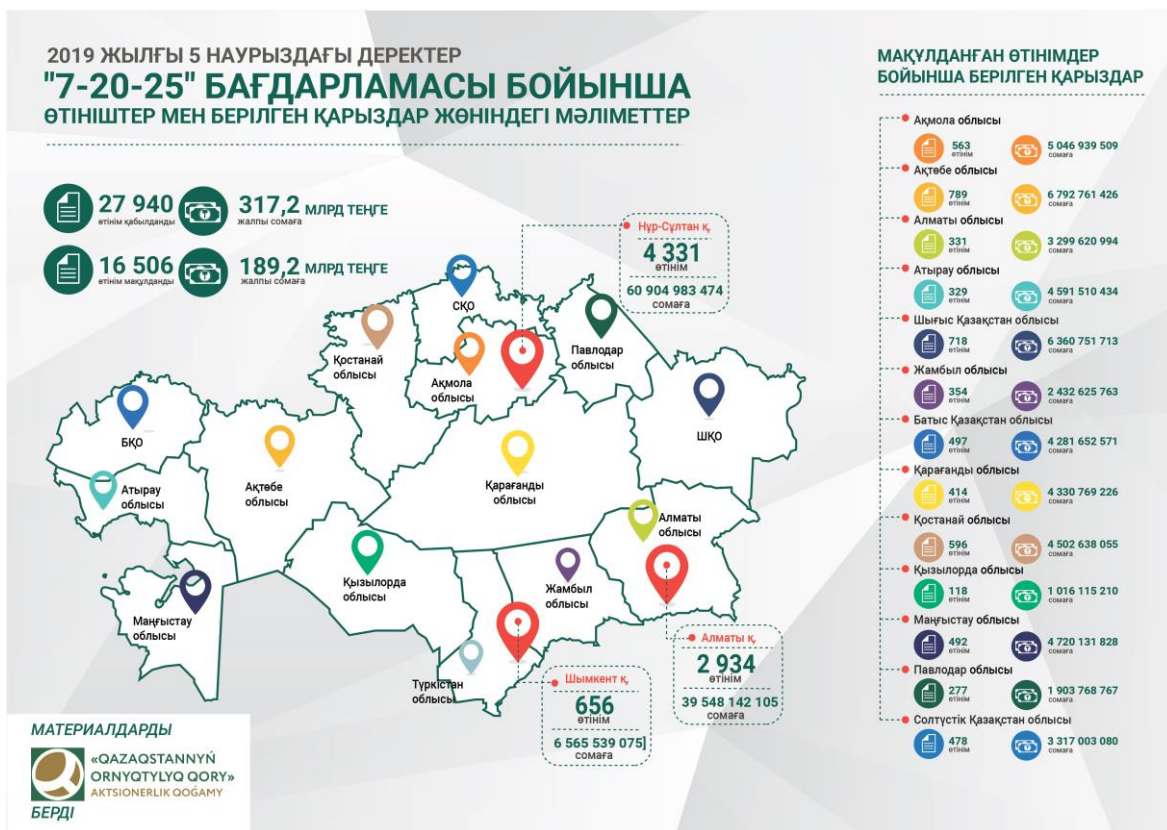 2019 ЖЫЛҒЫ 5 НАУРЫЗДАҒЫ ДЕРЕКТЕР
"7-20-25" БАҒДАРЛАМАСЫ БОЙЫНША
ӨТІНІШТЕР МЕН БЕРІЛГЕН ҚАРЫЗДАР ЖӨНІНДЕГІ МӘЛІМЕТТЕР
27 940
өтінім қабылданды
317,2 МЛРД ТЕҢГЕ
жалпы сомаға
16 506
өтінім мақұлданды
189,2 МЛРД ТЕҢГЕ
жалпы сомаға
Нұр-Сұлтан қ.
4 331
өтінім
60 904 983 474
сомаға
СҚО
Қостанай
облысы
Ақмола
облысы
Павлодар
облысы
БҚО
ШҚО
Атырау
облысы
Ақтөбе
облысы
Қарағанды
облысы
Алматы
облысы
Қызылорда
облысы
Жамбыл
облысы
Маңғыстау
облысы
Түркістан
облысы
Шымкент қ.
656
өтінім
6 565 539 075]
сомаға
Алматы қ.
2 934
өтінім
39 548 142 105
сомаға
МАТЕРИАЛДАРДЫ
«QAZAQSTANNYŃ
ORNYQTYLYQ QORY»
AKTSIONERLIK QOǴAMY
БЕРДІ
МАҚҰЛДАНҒАН ӨТІНІМДЕР
БОЙЫНША БЕРІЛГЕН ҚАРЫЗДАР
Ақмола облысы
563 5 046 939 509
өтінім сомаға
Ақтөбе облысы
789 6 792 761 426
өтінім сомаға
Алматы облысы
331 3 299 620 994
өтінім сомаға
Атырау облысы
329 4 591 510 434
өтінім сомаға
Шығыс Қазақстан облысы
718 6 360 751 713
өтінім сомаға
Жамбыл облысы
354 2 432 625 763
өтінім сомаға
Батыс Қазақстан облысы
497 4 281 652 571
өтінім сомаға
Қарағанды облысы
414 4 330 769 226
өтінім сомаға
Қостанай облысы
596 4 502 638 055
өтінім сомаға
Қызылорда облысы
118 1 016 115 210
өтінім сомаға
Маңғыстау облысы
492 4 720 131 828
өтінім сомаға
Павлодар облысы
277 1 903 768 767
өтінім сомаға
Солтүстік Қазақстан облысы
478 3 317 003 080
өтінім сомаға